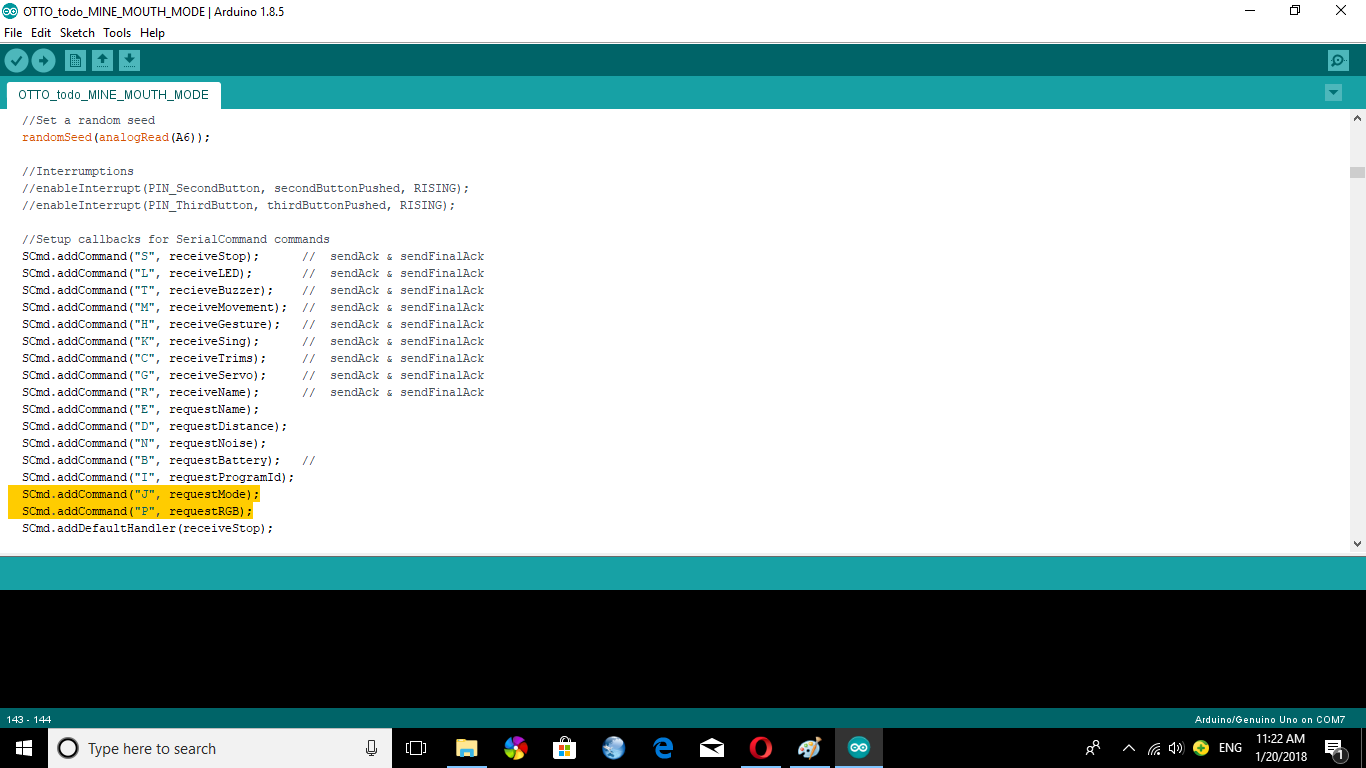 OTTO_todo_MINE_MOUTH_MODE | Arduino 1.8.5
File Edit Sketch Tools Help
OTTO_todo_MINE_MOUTH_MODE
//Set a random seed
randomSeed(analogRead(A6));
//Interrumptions
//enableInterrupt(PIN_SecondButton, secondButtonPushed, RISING);
//enableInterrupt(PIN_ThirdButton, thirdButtonPushed, RISING);
//Setup callbacks for SerialCommand commands
SCmd.addCommand("S", receiveStop);      //  sendAck & sendFinalAck
SCmd.addCommand("L", receiveLED);       //  sendAck & sendFinalAck
SCmd.addCommand("T", recieveBuzzer);    //  sendAck & sendFinalAck
SCmd.addCommand("M", receiveMovement);  //  sendAck & sendFinalAck
SCmd.addCommand("H", receiveGesture);   //  sendAck & sendFinalAck
SCmd.addCommand("K", receiveSing);      //  sendAck & sendFinalAck
SCmd.addCommand("C", receiveTrims);     //  sendAck & sendFinalAck
SCmd.addCommand("G", receiveServo);     //  sendAck & sendFinalAck
SCmd.addCommand("R", receiveName);      //  sendAck & sendFinalAck
SCmd.addCommand("E", requestName);
SCmd.addCommand("D", requestDistance);
SCmd.addCommand("N", requestNoise);
SCmd.addCommand("B", requestBattery);   //
SCmd.addCommand("I", requestProgramId);
SCmd.addCommand("J", requestMode);
SCmd.addCommand("P", requestRGB);
SCmd.addDefaultHandler(receiveStop);
143 - 144
Arduino/Genuino Uno on COM7
Type here to search
ENG
11:22 AM
1/20/2018
1